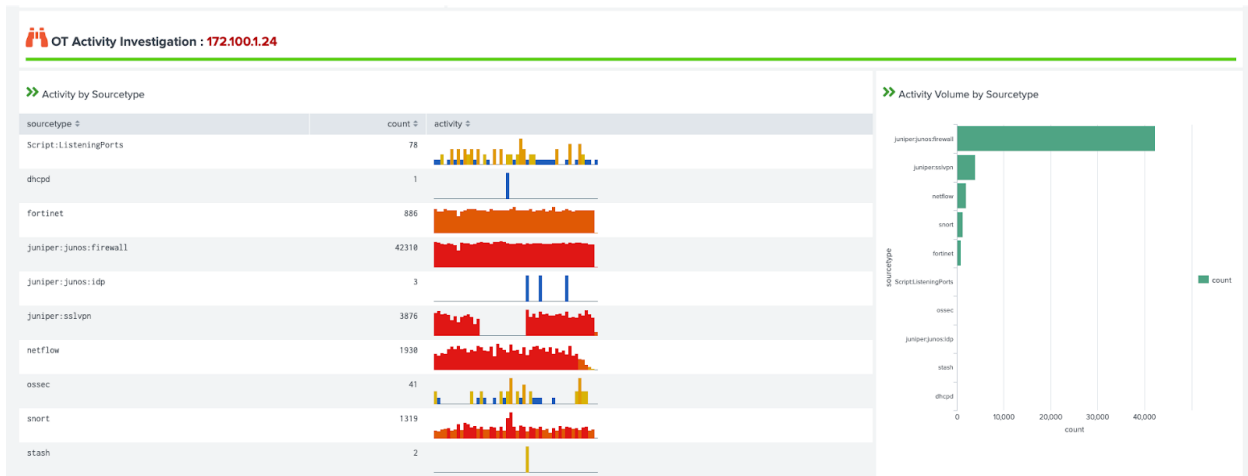 OT Activity Investigation : 172.100.1.24
Activity by Sourcetype
sourcetype count activity
Script:ListeningPorts 78
dhcpd 1
fortinet 886
juniper:junos:firewall 42310
juniper:junos:idp 3
juniper:sslvpn 3876
netflow 1930
ossec 41
snort 1319
stash 2
Activity Volume by Sourcetype
juniper:junos:firewall
juniper:sslvpn
netflow
snort
fortinet
Script:ListeningPorts
ossec
juniper:junos:idp
stash
dhcpd
sourcetype
0 10,000 20,000 30,000 40,000
count
count